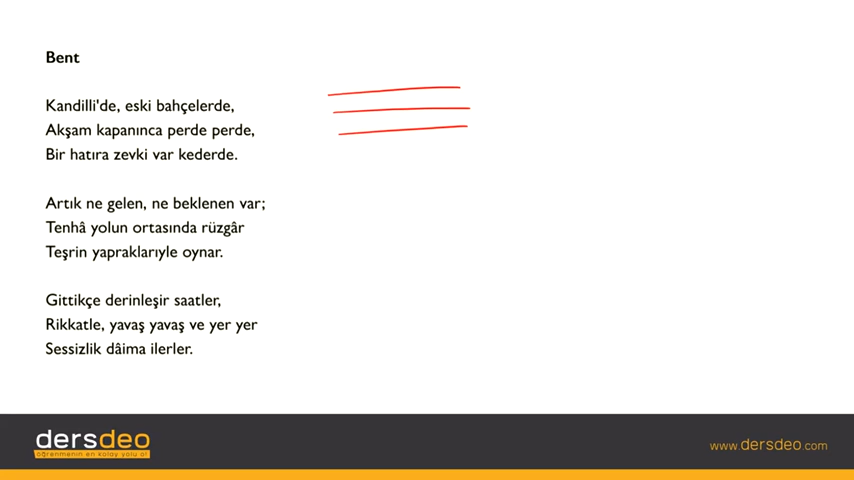 Bent
Kandilli'de, eski bahçelerde,
Akşam kapanınca perde perde,
Bir hatıra zevki var kederde.
Artık ne gelen, ne beklenen var;
Tenhâ yolun ortasında rüzgâr
Teşrin yapraklarıyle oynar.
Gittikçe derinleşir saatler,
Rikkatle, yavaş yavaş ve yer yer
Sessizlik dâima ilerler.
dersdeo
öğrenmenin en kolay yolu o!
www.dersdeo.com